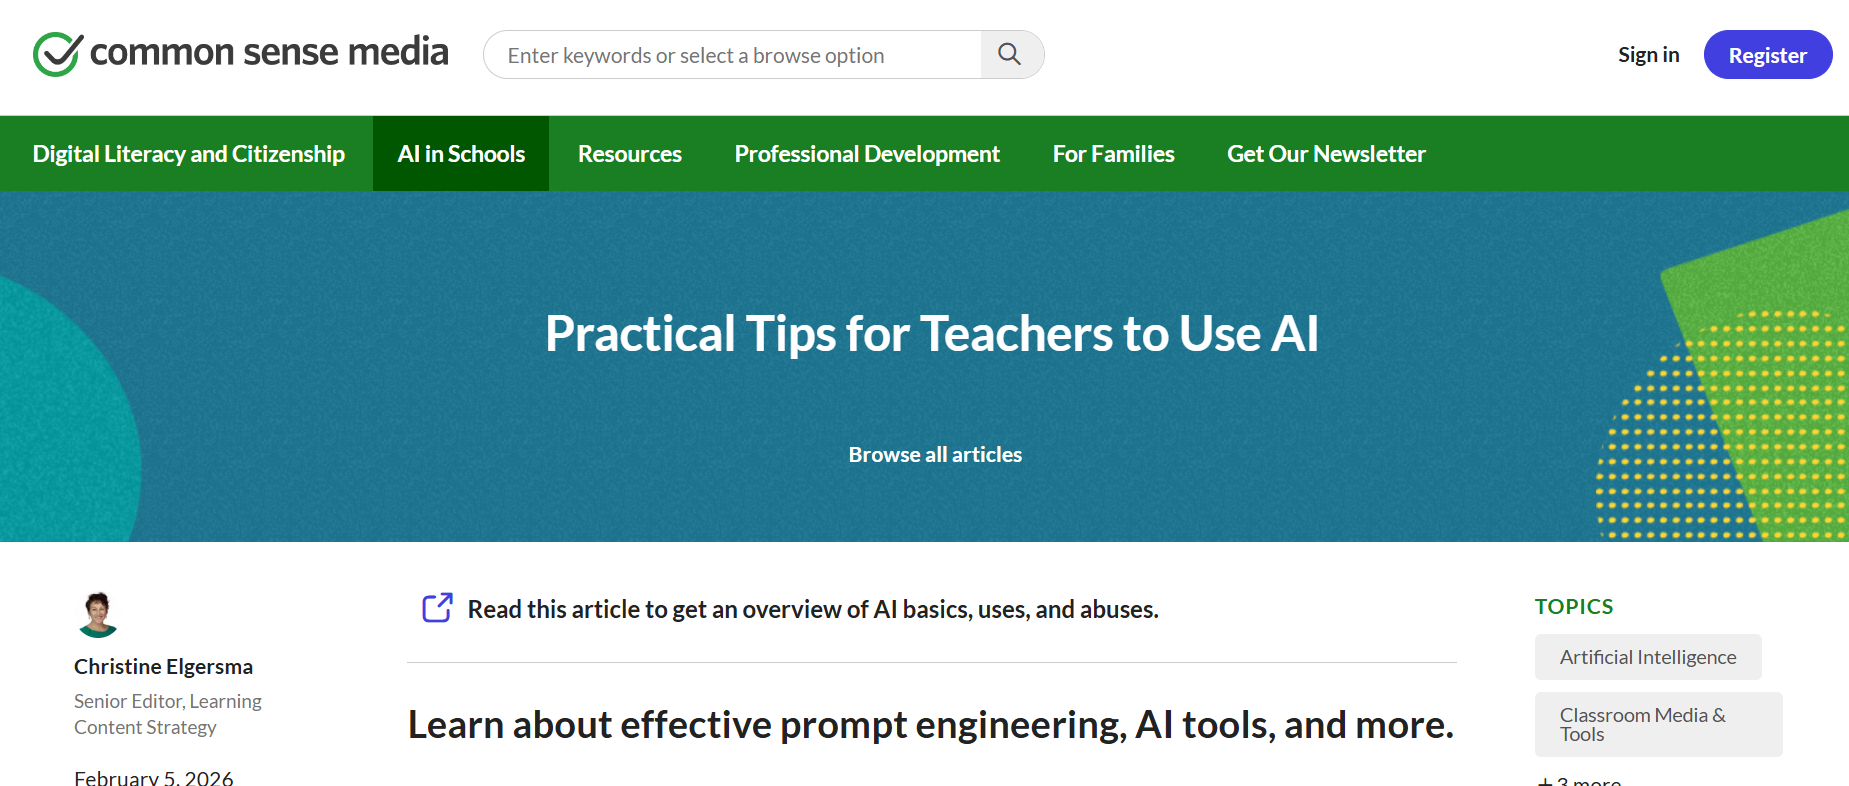 common sense media
Enter keywords or select a browse option
Sign in
Register
Digital Literacy and Citizenship
AI in Schools
Resources
Professional Development
For Families
Get Our Newsletter
Practical Tips for Teachers to Use AI
Browse all articles
Christine Elgersma
Senior Editor, Learning
Content Strategy
February 5, 2026
Read this article to get an overview of AI basics, uses, and abuses.
Learn about effective prompt engineering, AI tools, and more.
TOPICS
Artificial Intelligence
Classroom Media &
Tools
+ 3 more